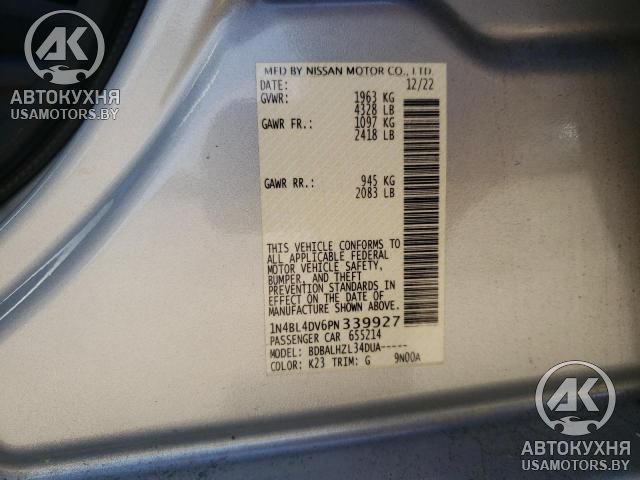 AK
АВТОКУХНЯ
USAMOTORS.BY
MFD BY NISSAN MOTOR CO., LTD.
DATE: 12/22
GVWR: 1963 KG
4328 LB
GAWR FR.: 1097 KG
2418 LB
GAWR RR.: 945 KG
2083 LB
THIS VEHICLE CONFORMS TO
ALL APPLICABLE FEDERAL
MOTOR VEHICLE SAFETY,
BUMPER, AND THEFT
PREVENTION STANDARDS IN
EFFECT ON THE DATE OF
MANUFACTURE SHOWN ABOVE.
1N4BL4DV6PN339927
PASSENGER CAR 655214
MODEL: BDBALHZL34DUA-----
COLOR: K23 TRIM: G 9N00A
AK
АВТОКУХНЯ
USAMOTORS.BY